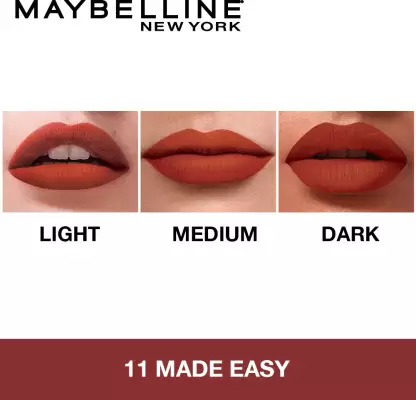 MAYBELLINE
NEW YORK
LIGHT
MEDIUM
DARK
11 MADE EASY